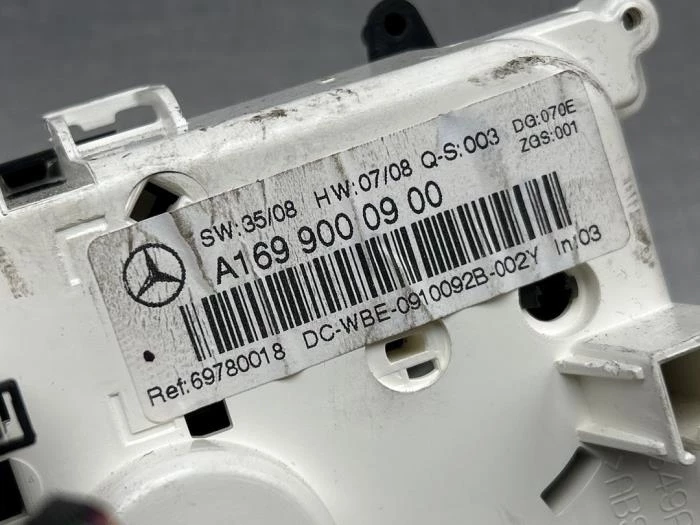 SW:35/08 HW:07/08 Q-S:003 DG:070E
ZGS:001
A169 900 09 00
DC-WBE-0910092B-002Y In:03
Ref:69780018